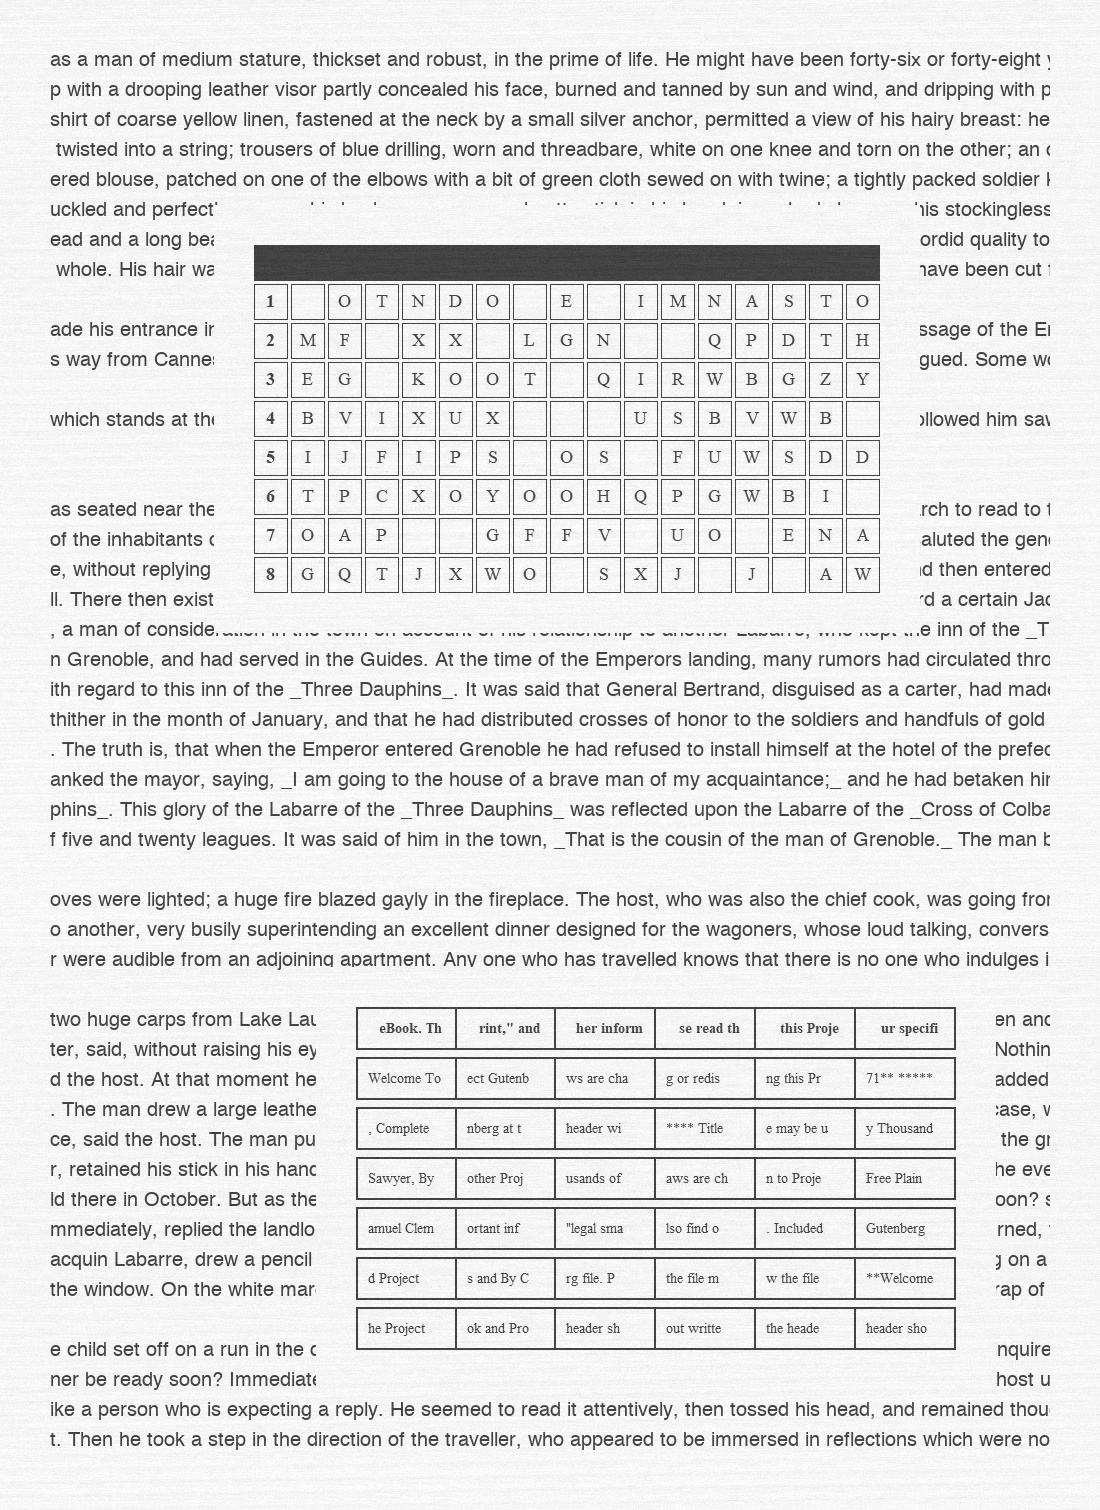 as a man of medium stature, thickset and robust, in the prime of life. He might have been forty-six or forty-eight
p with a drooping leather visor partly concealed his face, burned and tanned by sun and wind, and dripping with p
shirt of coarse yellow linen, fastened at the neck by a small silver anchor, permitted a view of his hairy breast: he
twisted into a string; trousers of blue drilling, worn and threadbare, white on one knee and torn on the other; an
ered blouse, patched on one of the elbows with a bit of green cloth sewed on with twine; a tightly packed soldier
uckled and perfect his stockingless
ead and a long bea ordid quality to
whole. His hair wa have been cut
1 O T N D O E I M N A S T O
ade his entrance in ssage of the E
2 M F X X L G N Q P D T H
s way from Cannes gued. Some wo
3 E G K O O T Q I R W B G Z Y
which stands at the ollowed him sav
4 B V I X U X U S B V W B
5 I J F I P S O S F U W S D D
as seated near the rch to read to
6 T P C X O Y O O H Q P G W B I
of the inhabitants aluted the gen
7 O A P G F F V U O E N A
e, without replying d then entered
8 G Q T J X W O S X J J A W
ll. There then exist rd a certain Jac
, a man of consideration in the town on account of his relationship to another Labarre, who kept the inn of the _T
n Grenoble, and had served in the Guides. At the time of the Emperors landing, many rumors had circulated thro
ith regard to this inn of the _Three Dauphins_. It was said that General Bertrand, disguised as a carter, had made
thither in the month of January, and that he had distributed crosses of honor to the soldiers and handfuls of gold
. The truth is, that when the Emperor entered Grenoble he had refused to install himself at the hotel of the prefec
anked the mayor, saying, _I am going to the house of a brave man of my acquaintance;_ and he had betaken hi
phins_. This glory of the Labarre of the _Three Dauphins_ was reflected upon the Labarre of the _Cross of Colba
f five and twenty leagues. It was said of him in the town, _That is the cousin of the man of Grenoble._ The man b
oves were lighted; a huge fire blazed gayly in the fireplace. The host, who was also the chief cook, was going from
o another, very busily superintending an excellent dinner designed for the wagoners, whose loud talking, convers
r were audible from an adjoining apartment. Any one who has travelled knows that there is no one who indulges i
two huge carps from Lake Lau en and
eBook. Th rint," and her inform se read th this Proje ur specifi
ter, said, without raising his ey Nothin
d the host. At that moment he added
Welcome To ect Gutenb ws are cha g or redis ng this Pr 71** *****
. The man drew a large leathe case,
, Complete nberg at t header wi **** Title e may be u y Thousand
ce, said the host. The man pu the gr
r, retained his stick in his hand he eve
Sawyer, By other Proj usands of aws are ch n to Proje Free Plain
ld there in October. But as the oon? s
mmediately, replied the landlo rned,
amuel Clem ortant inf "legal sma lso find o . Included Gutenberg
acquin Labarre, drew a pencil g on a
d Project s and By C rg file. P the file m w the file **Welcome
the window. On the white mar rap of
he Project ok and Pro header sh out writte the heade header sho
e child set off on a run in the nquire
ner be ready soon? Immediate host u
ike a person who is expecting a reply. He seemed to read it attentively, then tossed his head, and remained thou
t. Then he took a step in the direction of the traveller, who appeared to be immersed in reflections which were no